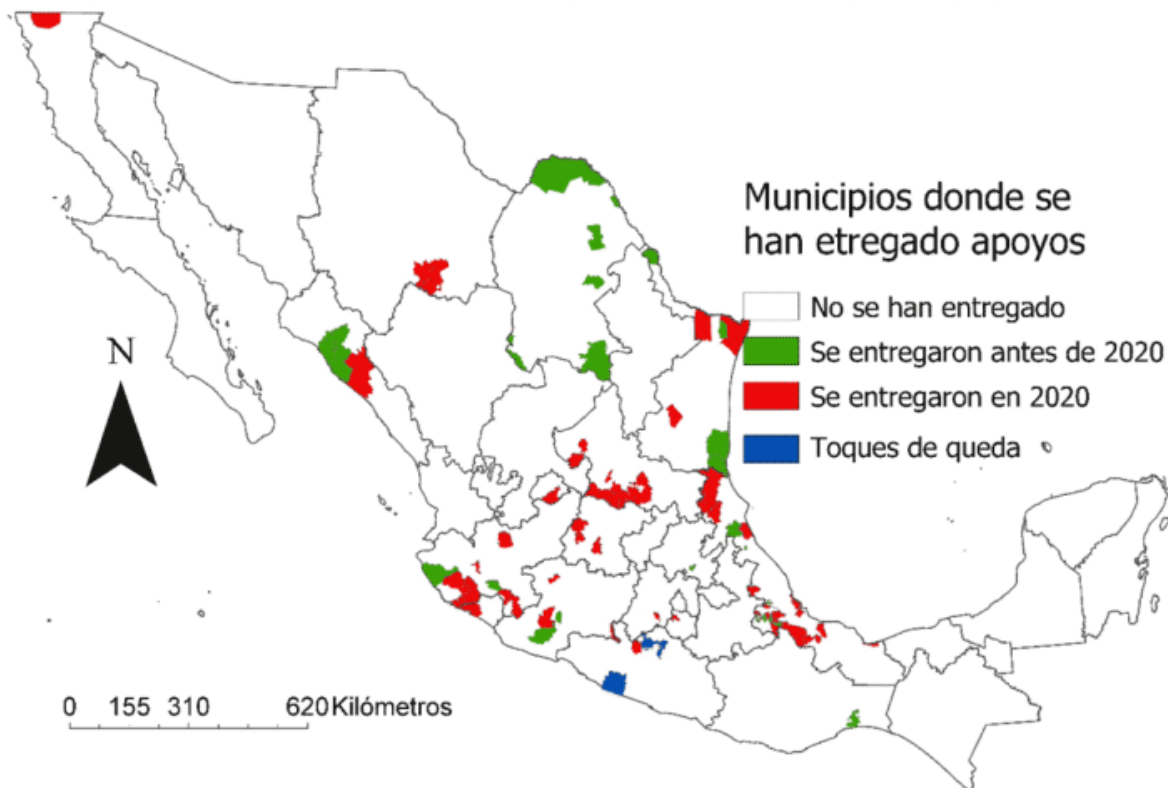 Municipios donde se
han etregado apoyos
No se han entregado
Se entregaron antes de 2020
Se entregaron en 2020
Toques de queda
N
0 155 310 620 Kilómetros